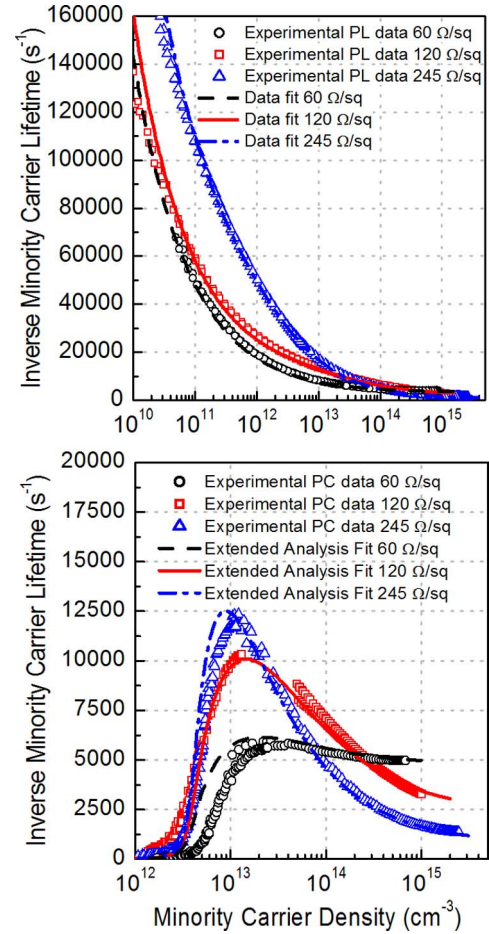 Inverse Minority Carrier Lifetime (s⁻¹)
160000
140000
120000
100000
80000
60000
40000
20000
0
Experimental PL data 60 Ω/sq
Experimental PL data 120 Ω/sq
Experimental PL data 245 Ω/sq
Data fit 60 Ω/sq
Data fit 120 Ω/sq
Data fit 245 Ω/sq
10¹⁰ 10¹¹ 10¹² 10¹³ 10¹⁴ 10¹⁵
Inverse Minority Carrier Lifetime (s⁻¹)
20000
17500
15000
12500
10000
7500
5000
2500
0
Experimental PC data 60 Ω/sq
Experimental PC data 120 Ω/sq
Experimental PC data 245 Ω/sq
Extended Analysis Fit 60 Ω/sq
Extended Analysis Fit 120 Ω/sq
Extended Analysis Fit 245 Ω/sq
10¹² 10¹³ 10¹⁴ 10¹⁵
Minority Carrier Density (cm⁻³)